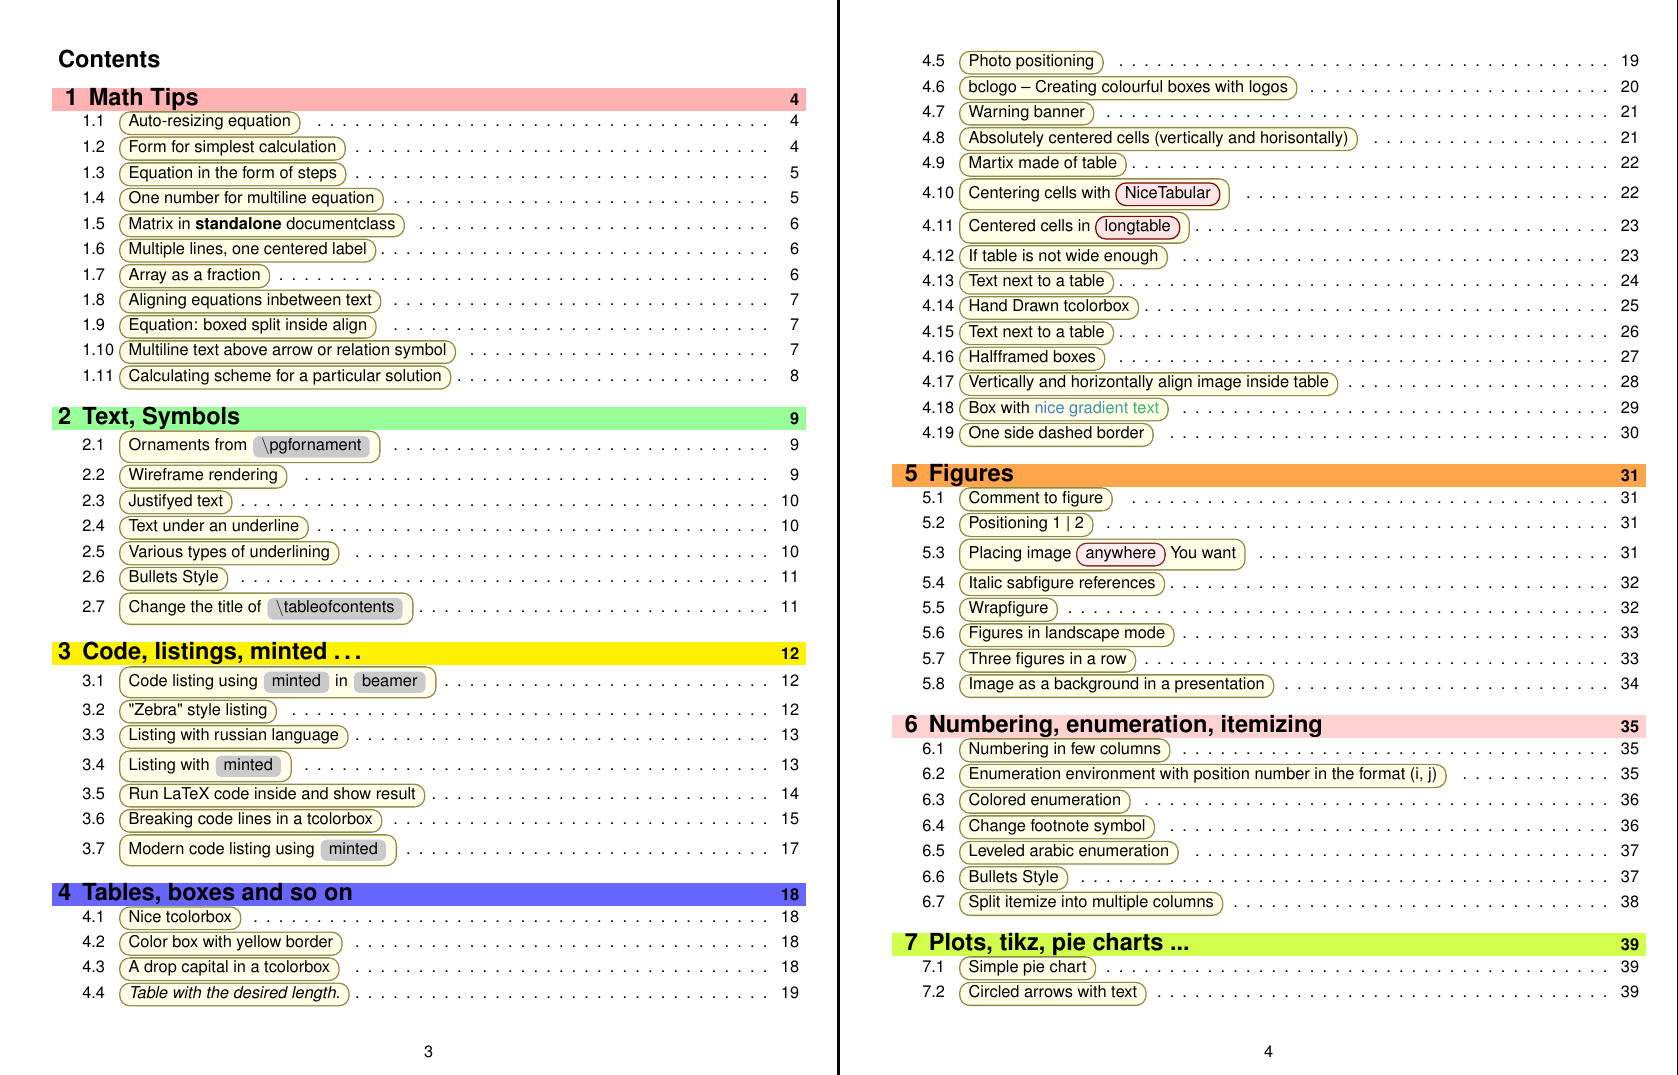 Contents
1 Math Tips 4
1.1 Auto-resizing equation . . . . . . . . . . . . . . . . . . . . . . . . . . . . . . . . . . . . . . 4
1.2 Form for simplest calculation . . . . . . . . . . . . . . . . . . . . . . . . . . . . . . . . . . . 4
1.3 Equation in the form of steps . . . . . . . . . . . . . . . . . . . . . . . . . . . . . . . . . . . 5
1.4 One number for multiline equation . . . . . . . . . . . . . . . . . . . . . . . . . . . . . . . . 5
1.5 Matrix in standalone documentclass . . . . . . . . . . . . . . . . . . . . . . . . . . . . . . 6
1.6 Multiple lines, one centered label . . . . . . . . . . . . . . . . . . . . . . . . . . . . . . . . . 6
1.7 Array as a fraction . . . . . . . . . . . . . . . . . . . . . . . . . . . . . . . . . . . . . . . . . 6
1.8 Aligning equations inbetween text . . . . . . . . . . . . . . . . . . . . . . . . . . . . . . . . 7
1.9 Equation: boxed split inside align . . . . . . . . . . . . . . . . . . . . . . . . . . . . . . . . 7
1.10 Multiline text above arrow or relation symbol . . . . . . . . . . . . . . . . . . . . . . . . . . 7
1.11 Calculating scheme for a particular solution . . . . . . . . . . . . . . . . . . . . . . . . . . . 8
2 Text, Symbols 9
2.1 Ornaments from \pgfornament . . . . . . . . . . . . . . . . . . . . . . . . . . . . . . . . 9
2.2 Wireframe rendering . . . . . . . . . . . . . . . . . . . . . . . . . . . . . . . . . . . . . . . 9
2.3 Justifyed text . . . . . . . . . . . . . . . . . . . . . . . . . . . . . . . . . . . . . . . . . . . . 10
2.4 Text under an underline . . . . . . . . . . . . . . . . . . . . . . . . . . . . . . . . . . . . . . 10
2.5 Various types of underlining . . . . . . . . . . . . . . . . . . . . . . . . . . . . . . . . . . . 10
2.6 Bullets Style . . . . . . . . . . . . . . . . . . . . . . . . . . . . . . . . . . . . . . . . . . . . 11
2.7 Change the title of \tableofcontents . . . . . . . . . . . . . . . . . . . . . . . . . . . . . . 11
3 Code, listings, minted . . . 12
3.1 Code listing using minted in beamer . . . . . . . . . . . . . . . . . . . . . . . . . . . . 12
3.2 "Zebra" style listing . . . . . . . . . . . . . . . . . . . . . . . . . . . . . . . . . . . . . . . . 12
3.3 Listing with russian language . . . . . . . . . . . . . . . . . . . . . . . . . . . . . . . . . . . 13
3.4 Listing with minted . . . . . . . . . . . . . . . . . . . . . . . . . . . . . . . . . . . . . . . 13
3.5 Run LaTeX code inside and show result . . . . . . . . . . . . . . . . . . . . . . . . . . . . . 14
3.6 Breaking code lines in a tcolorbox . . . . . . . . . . . . . . . . . . . . . . . . . . . . . . . . 15
3.7 Modern code listing using minted . . . . . . . . . . . . . . . . . . . . . . . . . . . . . . . 17
4 Tables, boxes and so on 18
4.1 Nice tcolorbox . . . . . . . . . . . . . . . . . . . . . . . . . . . . . . . . . . . . . . . . . . . 18
4.2 Color box with yellow border . . . . . . . . . . . . . . . . . . . . . . . . . . . . . . . . . . . 18
4.3 A drop capital in a tcolorbox . . . . . . . . . . . . . . . . . . . . . . . . . . . . . . . . . . . 18
4.4 Table with the desired length. . . . . . . . . . . . . . . . . . . . . . . . . . . . . . . . . . . . 19
3
4.5 Photo positioning . . . . . . . . . . . . . . . . . . . . . . . . . . . . . . . . . . . . . . . . . 19
4.6 bclogo – Creating colourful boxes with logos . . . . . . . . . . . . . . . . . . . . . . . . . 20
4.7 Warning banner . . . . . . . . . . . . . . . . . . . . . . . . . . . . . . . . . . . . . . . . . . 21
4.8 Absolutely centered cells (vertically and horisontally) . . . . . . . . . . . . . . . . . . . . 21
4.9 Martix made of table . . . . . . . . . . . . . . . . . . . . . . . . . . . . . . . . . . . . . . . . 22
4.10 Centering cells with NiceTabular . . . . . . . . . . . . . . . . . . . . . . . . . . . . . . . 22
4.11 Centered cells in longtable . . . . . . . . . . . . . . . . . . . . . . . . . . . . . . . . . . . 23
4.12 If table is not wide enough . . . . . . . . . . . . . . . . . . . . . . . . . . . . . . . . . . . . 23
4.13 Text next to a table . . . . . . . . . . . . . . . . . . . . . . . . . . . . . . . . . . . . . . . . . 24
4.14 Hand Drawn tcolorbox . . . . . . . . . . . . . . . . . . . . . . . . . . . . . . . . . . . . . . . 25
4.15 Text next to a table . . . . . . . . . . . . . . . . . . . . . . . . . . . . . . . . . . . . . . . . . 26
4.16 Halfframed boxes . . . . . . . . . . . . . . . . . . . . . . . . . . . . . . . . . . . . . . . . . 27
4.17 Vertically and horizontally align image inside table . . . . . . . . . . . . . . . . . . . . . . 28
4.18 Box with nice gradient text . . . . . . . . . . . . . . . . . . . . . . . . . . . . . . . . . . . . 29
4.19 One side dashed border . . . . . . . . . . . . . . . . . . . . . . . . . . . . . . . . . . . . . 30
5 Figures 31
5.1 Comment to figure . . . . . . . . . . . . . . . . . . . . . . . . . . . . . . . . . . . . . . . . 31
5.2 Positioning 1 | 2 . . . . . . . . . . . . . . . . . . . . . . . . . . . . . . . . . . . . . . . . . . 31
5.3 Placing image anywhere You want . . . . . . . . . . . . . . . . . . . . . . . . . . . . . . 31
5.4 Italic sabfigure references . . . . . . . . . . . . . . . . . . . . . . . . . . . . . . . . . . . . . 32
5.5 Wrapfigure . . . . . . . . . . . . . . . . . . . . . . . . . . . . . . . . . . . . . . . . . . . . . 32
5.6 Figures in landscape mode . . . . . . . . . . . . . . . . . . . . . . . . . . . . . . . . . . . . 33
5.7 Three figures in a row . . . . . . . . . . . . . . . . . . . . . . . . . . . . . . . . . . . . . . . 33
5.8 Image as a background in a presentation . . . . . . . . . . . . . . . . . . . . . . . . . . . 34
6 Numbering, enumeration, itemizing 35
6.1 Numbering in few columns . . . . . . . . . . . . . . . . . . . . . . . . . . . . . . . . . . . . 35
6.2 Enumeration environment with position number in the format (i, j) . . . . . . . . . . . . 35
6.3 Colored enumeration . . . . . . . . . . . . . . . . . . . . . . . . . . . . . . . . . . . . . . . 36
6.4 Change footnote symbol . . . . . . . . . . . . . . . . . . . . . . . . . . . . . . . . . . . . . 36
6.5 Leveled arabic enumeration . . . . . . . . . . . . . . . . . . . . . . . . . . . . . . . . . . . 37
6.6 Bullets Style . . . . . . . . . . . . . . . . . . . . . . . . . . . . . . . . . . . . . . . . . . . . 37
6.7 Split itemize into multiple columns . . . . . . . . . . . . . . . . . . . . . . . . . . . . . . . . 38
7 Plots, tikz, pie charts ... 39
7.1 Simple pie chart . . . . . . . . . . . . . . . . . . . . . . . . . . . . . . . . . . . . . . . . . . 39
7.2 Circled arrows with text . . . . . . . . . . . . . . . . . . . . . . . . . . . . . . . . . . . . . . 39
4